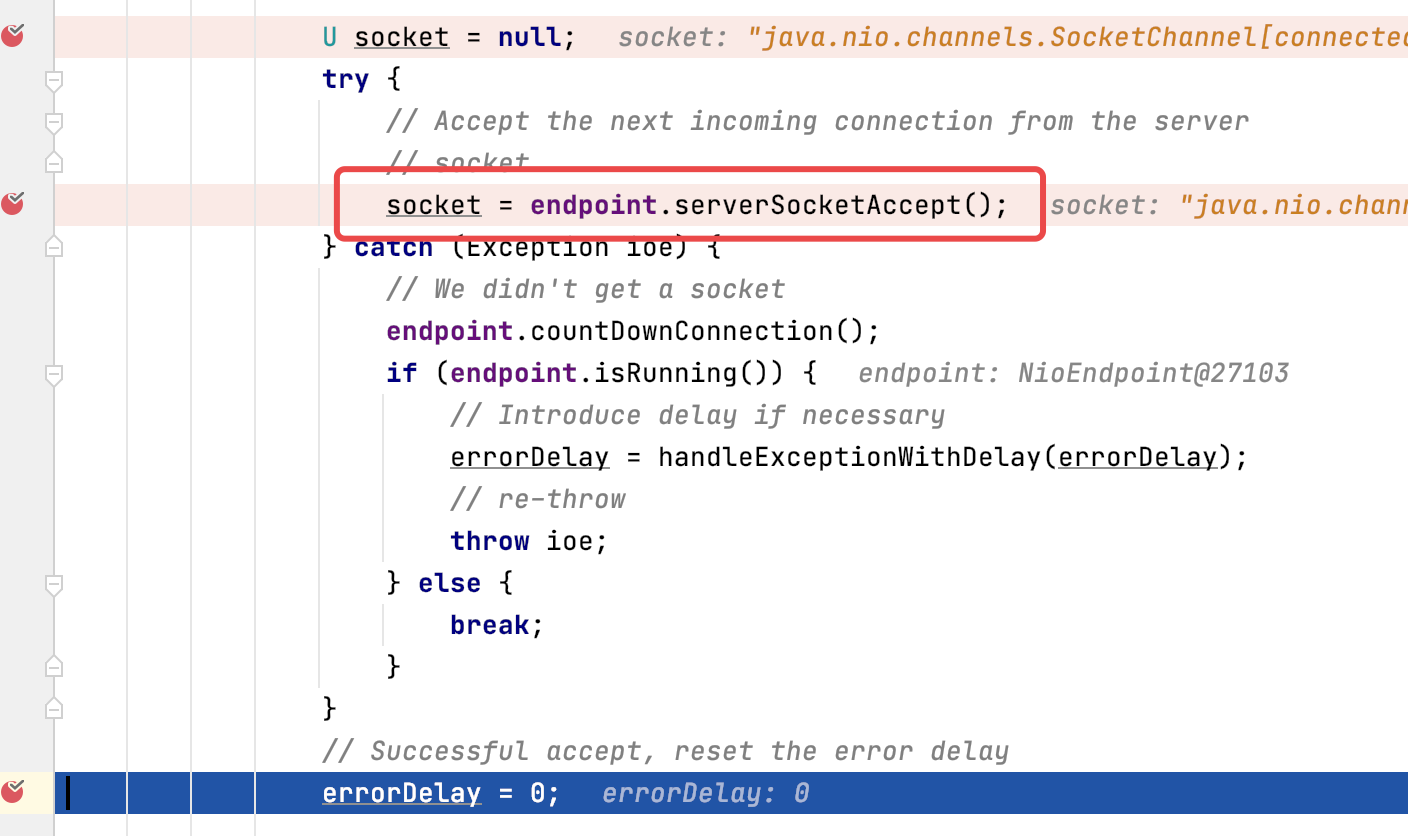 U socket = null;   socket: "java.nio.channels.SocketChannel[connected
try {
// Accept the next incoming connection from the server
// socket
socket = endpoint.serverSocketAccept();   socket: "java.nio.chann
} catch (Exception ioe) {
// We didn't get a socket
endpoint.countDownConnection();
if (endpoint.isRunning()) {   endpoint: NioEndpoint@27103
// Introduce delay if necessary
errorDelay = handleExceptionWithDelay(errorDelay);
// re-throw
throw ioe;
} else {
break;
}
}
// Successful accept, reset the error delay
errorDelay = 0;   errorDelay: 0